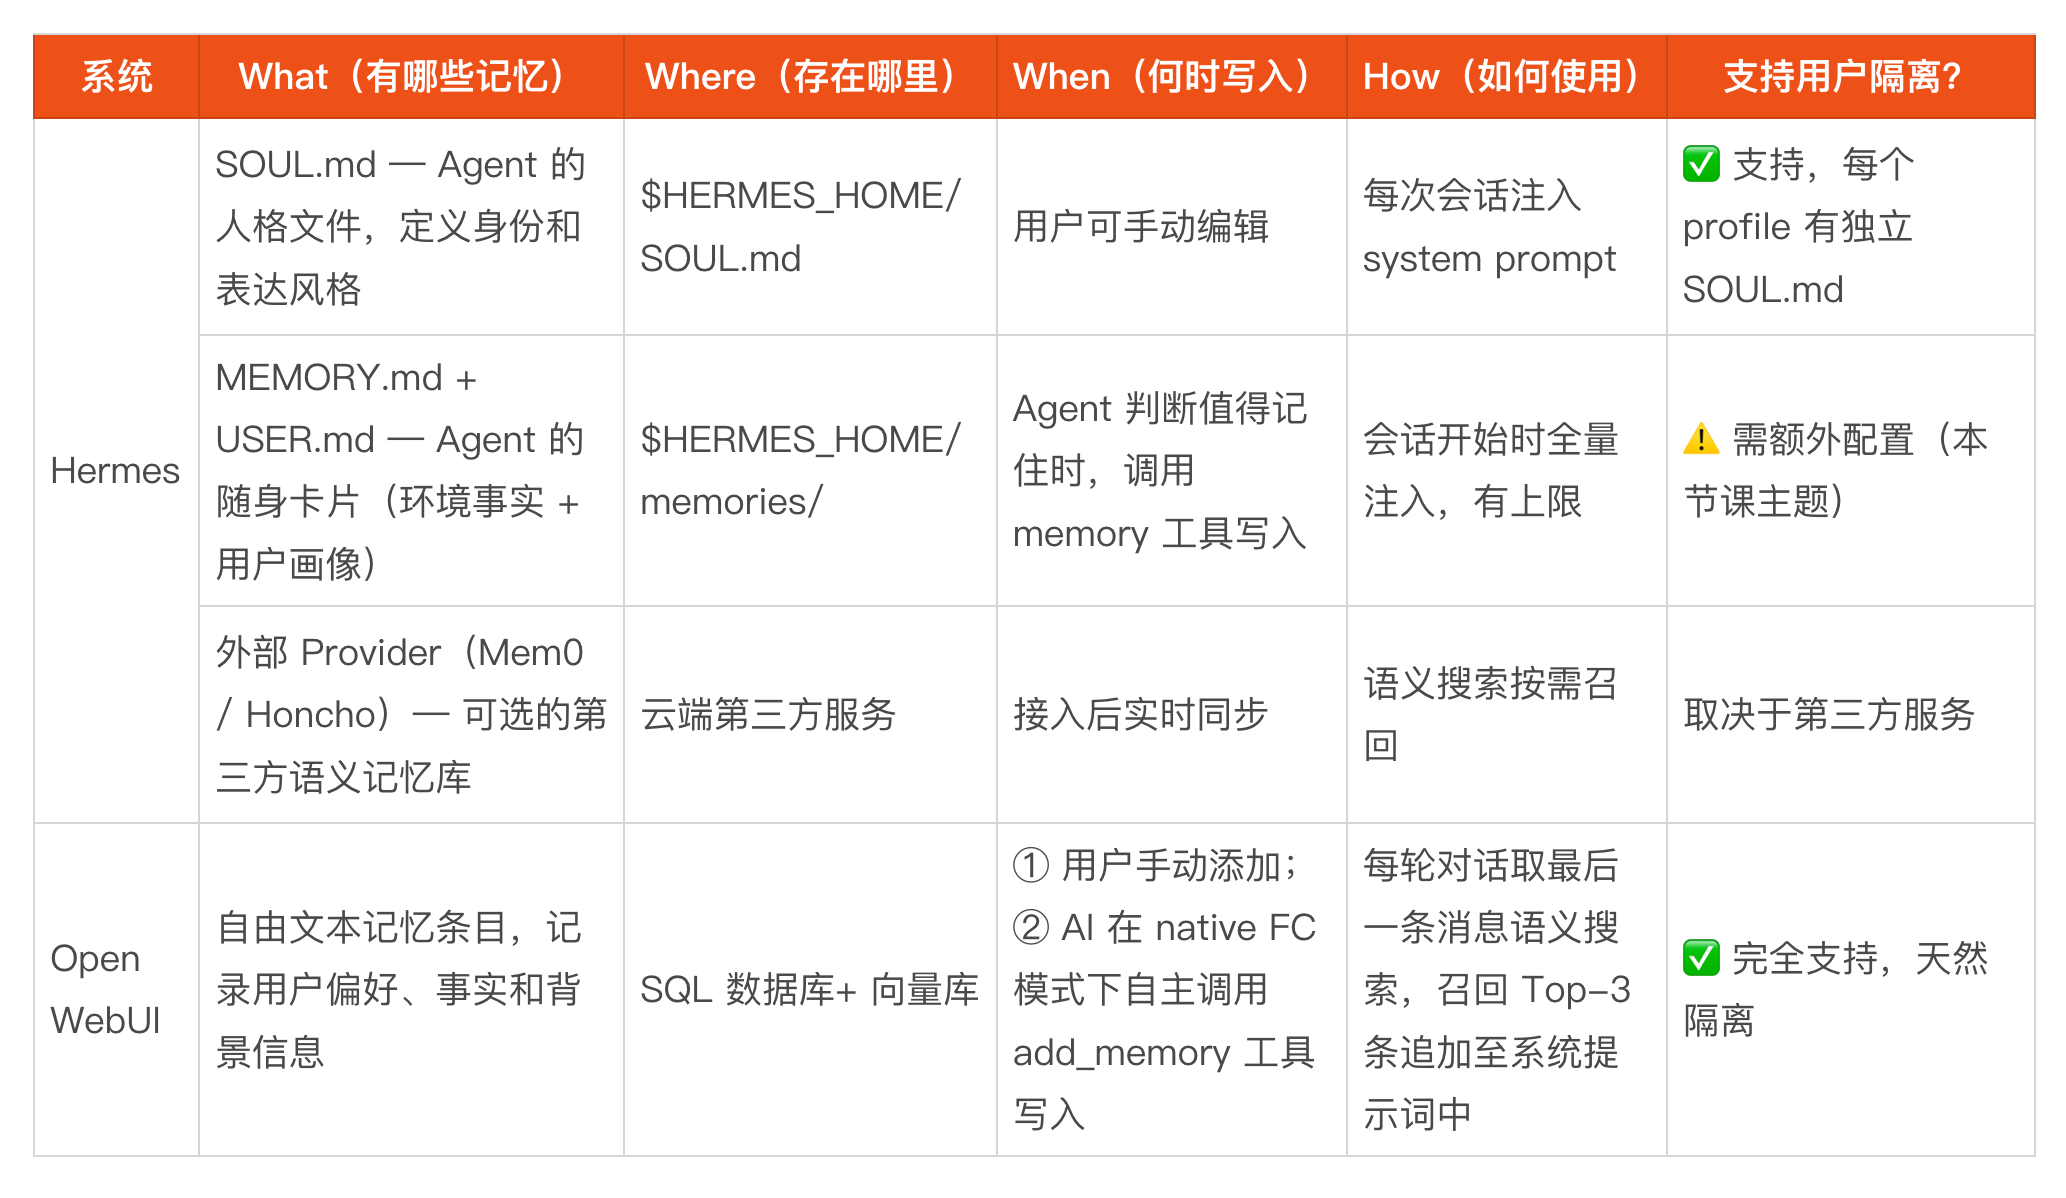 系统
What（有哪些记忆）
Where（存在哪里）
When（何时写入）
How（如何使用）
支持用户隔离？
Hermes
SOUL.md — Agent 的
人格文件，定义身份和
表达风格
$HERMES_HOME/
SOUL.md
用户可手动编辑
每次会话注入
system prompt
✅ 支持，每个
profile 有独立
SOUL.md
MEMORY.md +
USER.md — Agent 的
随身卡片（环境事实 +
用户画像）
$HERMES_HOME/
memories/
Agent 判断值得记
住时，调用
memory 工具写入
会话开始时全量
注入，有上限
⚠️ 需额外配置（本
节课主题）
外部 Provider（Mem0
/ Honcho）— 可选的第
三方语义记忆库
云端第三方服务
接入后实时同步
语义搜索按需召
回
取决于第三方服务
Open
WebUI
自由文本记忆条目，记
录用户偏好、事实和背
景信息
SQL 数据库+ 向量库
① 用户手动添加；
② AI 在 native FC
模式下自主调用
add_memory 工具
写入
每轮对话取最后
一条消息语义搜
索，召回 Top-3
条追加至系统提
示词中
✅ 完全支持，天然
隔离